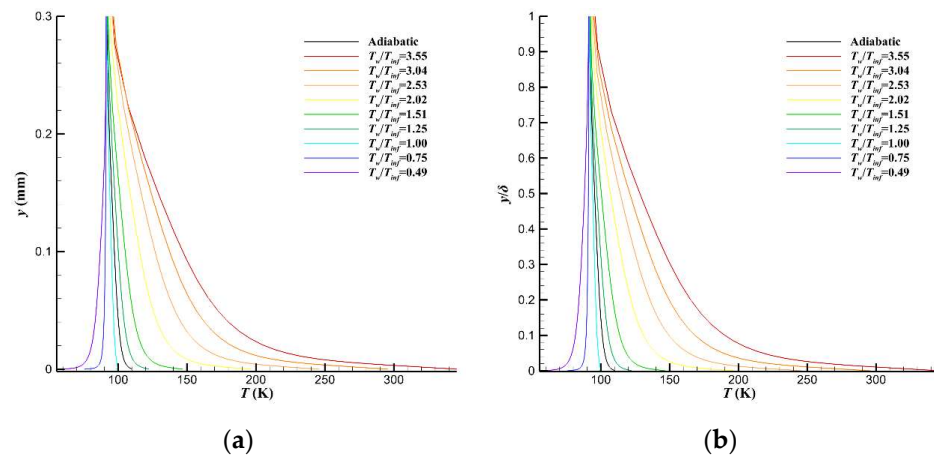 0.3
0.2
0.1
0
y (mm)
100
150
200
250
300
T (K)
Adiabatic
Tw/Tinf=3.55
Tw/Tinf=3.04
Tw/Tinf=2.53
Tw/Tinf=2.02
Tw/Tinf=1.51
Tw/Tinf=1.25
Tw/Tinf=1.00
Tw/Tinf=0.75
Tw/Tinf=0.49
(a)
1
0.9
0.8
0.7
0.6
0.5
0.4
0.3
0.2
0.1
0
y/δ
100
150
200
250
300
T (K)
Adiabatic
Tw/Tinf=3.55
Tw/Tinf=3.04
Tw/Tinf=2.53
Tw/Tinf=2.02
Tw/Tinf=1.51
Tw/Tinf=1.25
Tw/Tinf=1.00
Tw/Tinf=0.75
Tw/Tinf=0.49
(b)